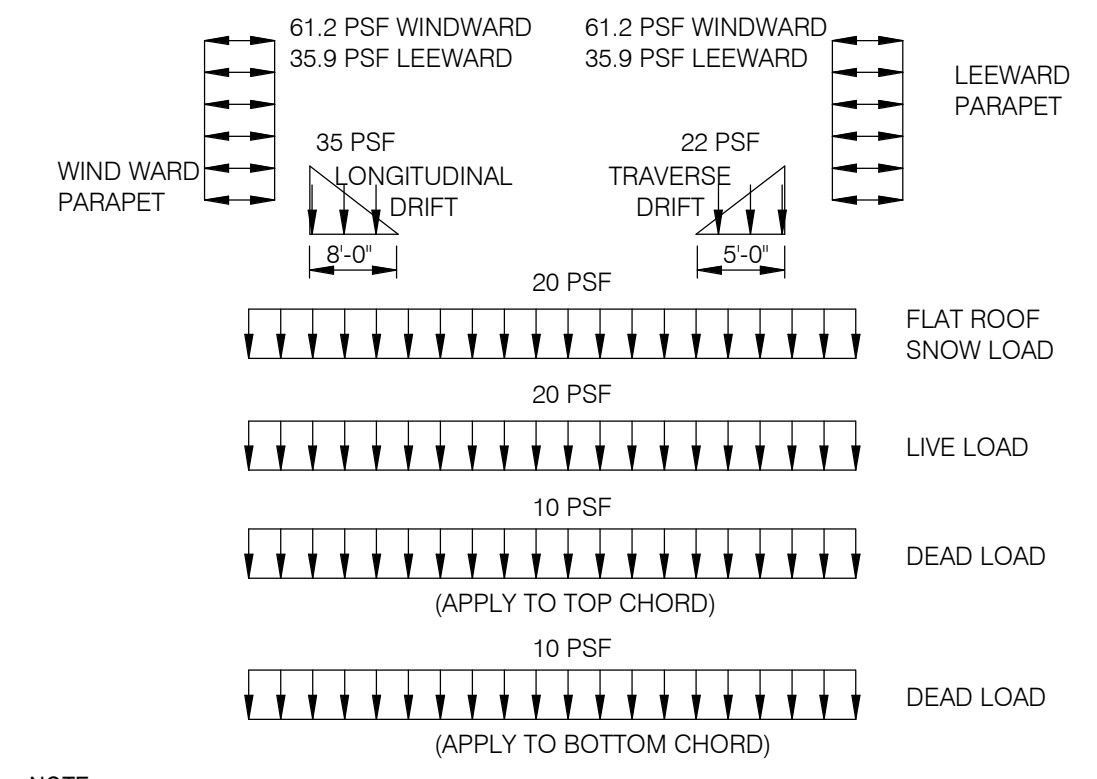 61.2 PSF WINDWARD
35.9 PSF LEEWARD
61.2 PSF WINDWARD
35.9 PSF LEEWARD
LEEWARD
PARAPET
WIND WARD
PARAPET
35 PSF
LONGITUDINAL
DRIFT
22 PSF
TRAVERSE
DRIFT
8'-0"
5'-0"
20 PSF
FLAT ROOF
SNOW LOAD
20 PSF
LIVE LOAD
10 PSF
DEAD LOAD
(APPLY TO TOP CHORD)
10 PSF
DEAD LOAD
(APPLY TO BOTTOM CHORD)
NOTE